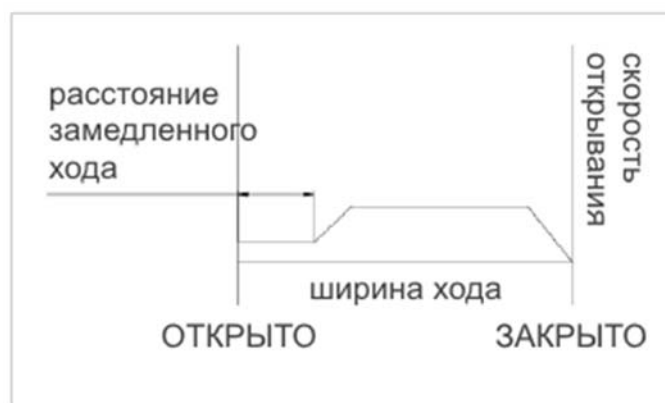 расстояние
замедленного
хода
скорость
открывания
ширина хода
ОТКРЫТО
ЗАКРЫТО